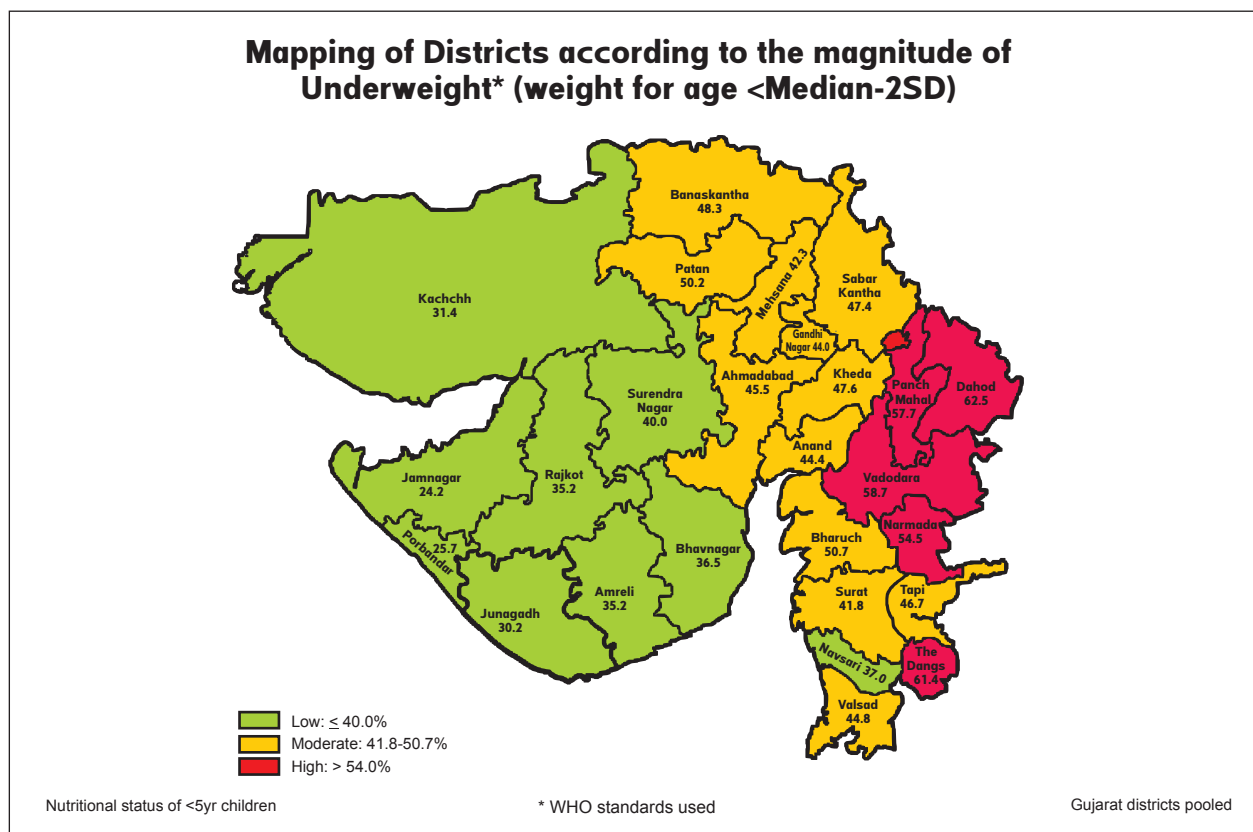 Mapping of Districts according to the magnitude of
Underweight* (weight for age <Median-2SD)
Banaskantha
48.3
Patan
50.2
Mehsana 42.3
Sabar
Kantha
47.4
Kachchh
31.4
Gandhi
Nagar 44.0
Ahmadabad
45.5
Kheda
47.6
Panch
Mahal
57.7
Dahod
62.5
Surendra
Nagar
40.0
Anand
44.4
Jamnagar
24.2
Rajkot
35.2
Vadodara
58.7
Narmada
54.5
Porbandar
25.7
Bhavnagar
36.5
Bharuch
50.7
Junagadh
30.2
Amreli
35.2
Surat
41.8
Tapi
46.7
Navsari 37.0
The
Dangs
61.4
Valsad
44.8
Low: ≤ 40.0%
Moderate: 41.8-50.7%
High: > 54.0%
Nutritional status of <5yr children
* WHO standards used
Gujarat districts pooled